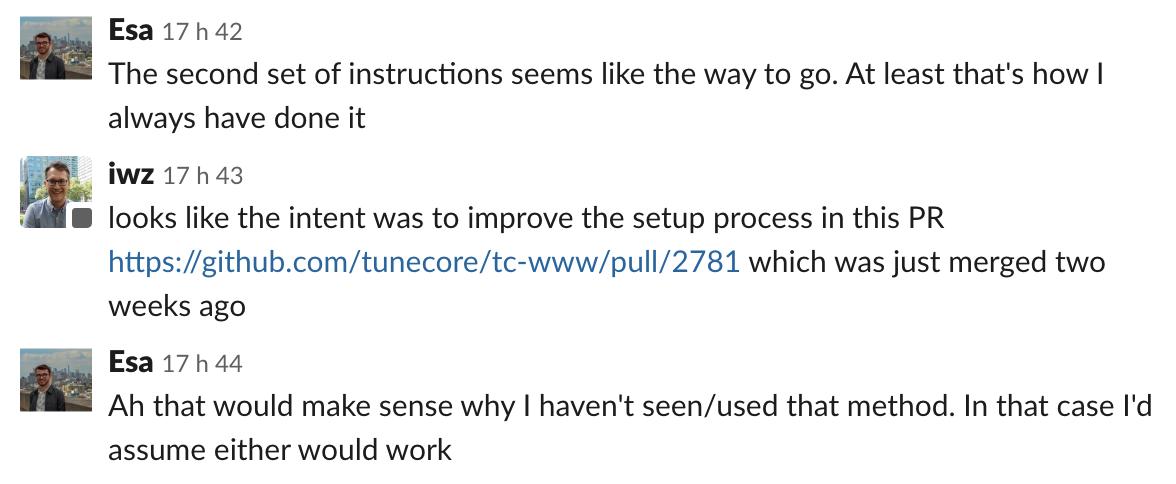 Esa 17 h 42
The second set of instructions seems like the way to go. At least that's how I
always have done it
iwz 17 h 43
looks like the intent was to improve the setup process in this PR
https://github.com/tunecore/tc-www/pull/2781 which was just merged two
weeks ago
Esa 17 h 44
Ah that would make sense why I haven't seen/used that method. In that case I'd
assume either would work